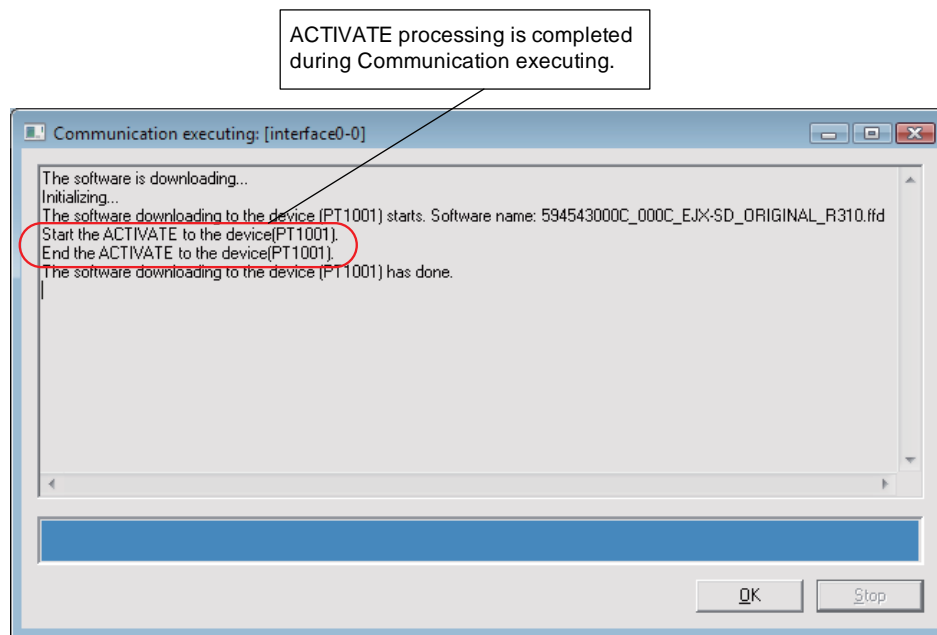 ACTIVATE processing is completed
during Communication executing.
Communication executing: [interface0-0]
The software is downloading...
Initializing...
The software downloading to the device (PT1001) starts. Software name: 594543000C_000C_EJX-SD_ORIGINAL_R310.ffd
Start the ACTIVATE to the device(PT1001).
End the ACTIVATE to the device(PT1001).
The software downloading to the device (PT1001) has done.
OK
Stop